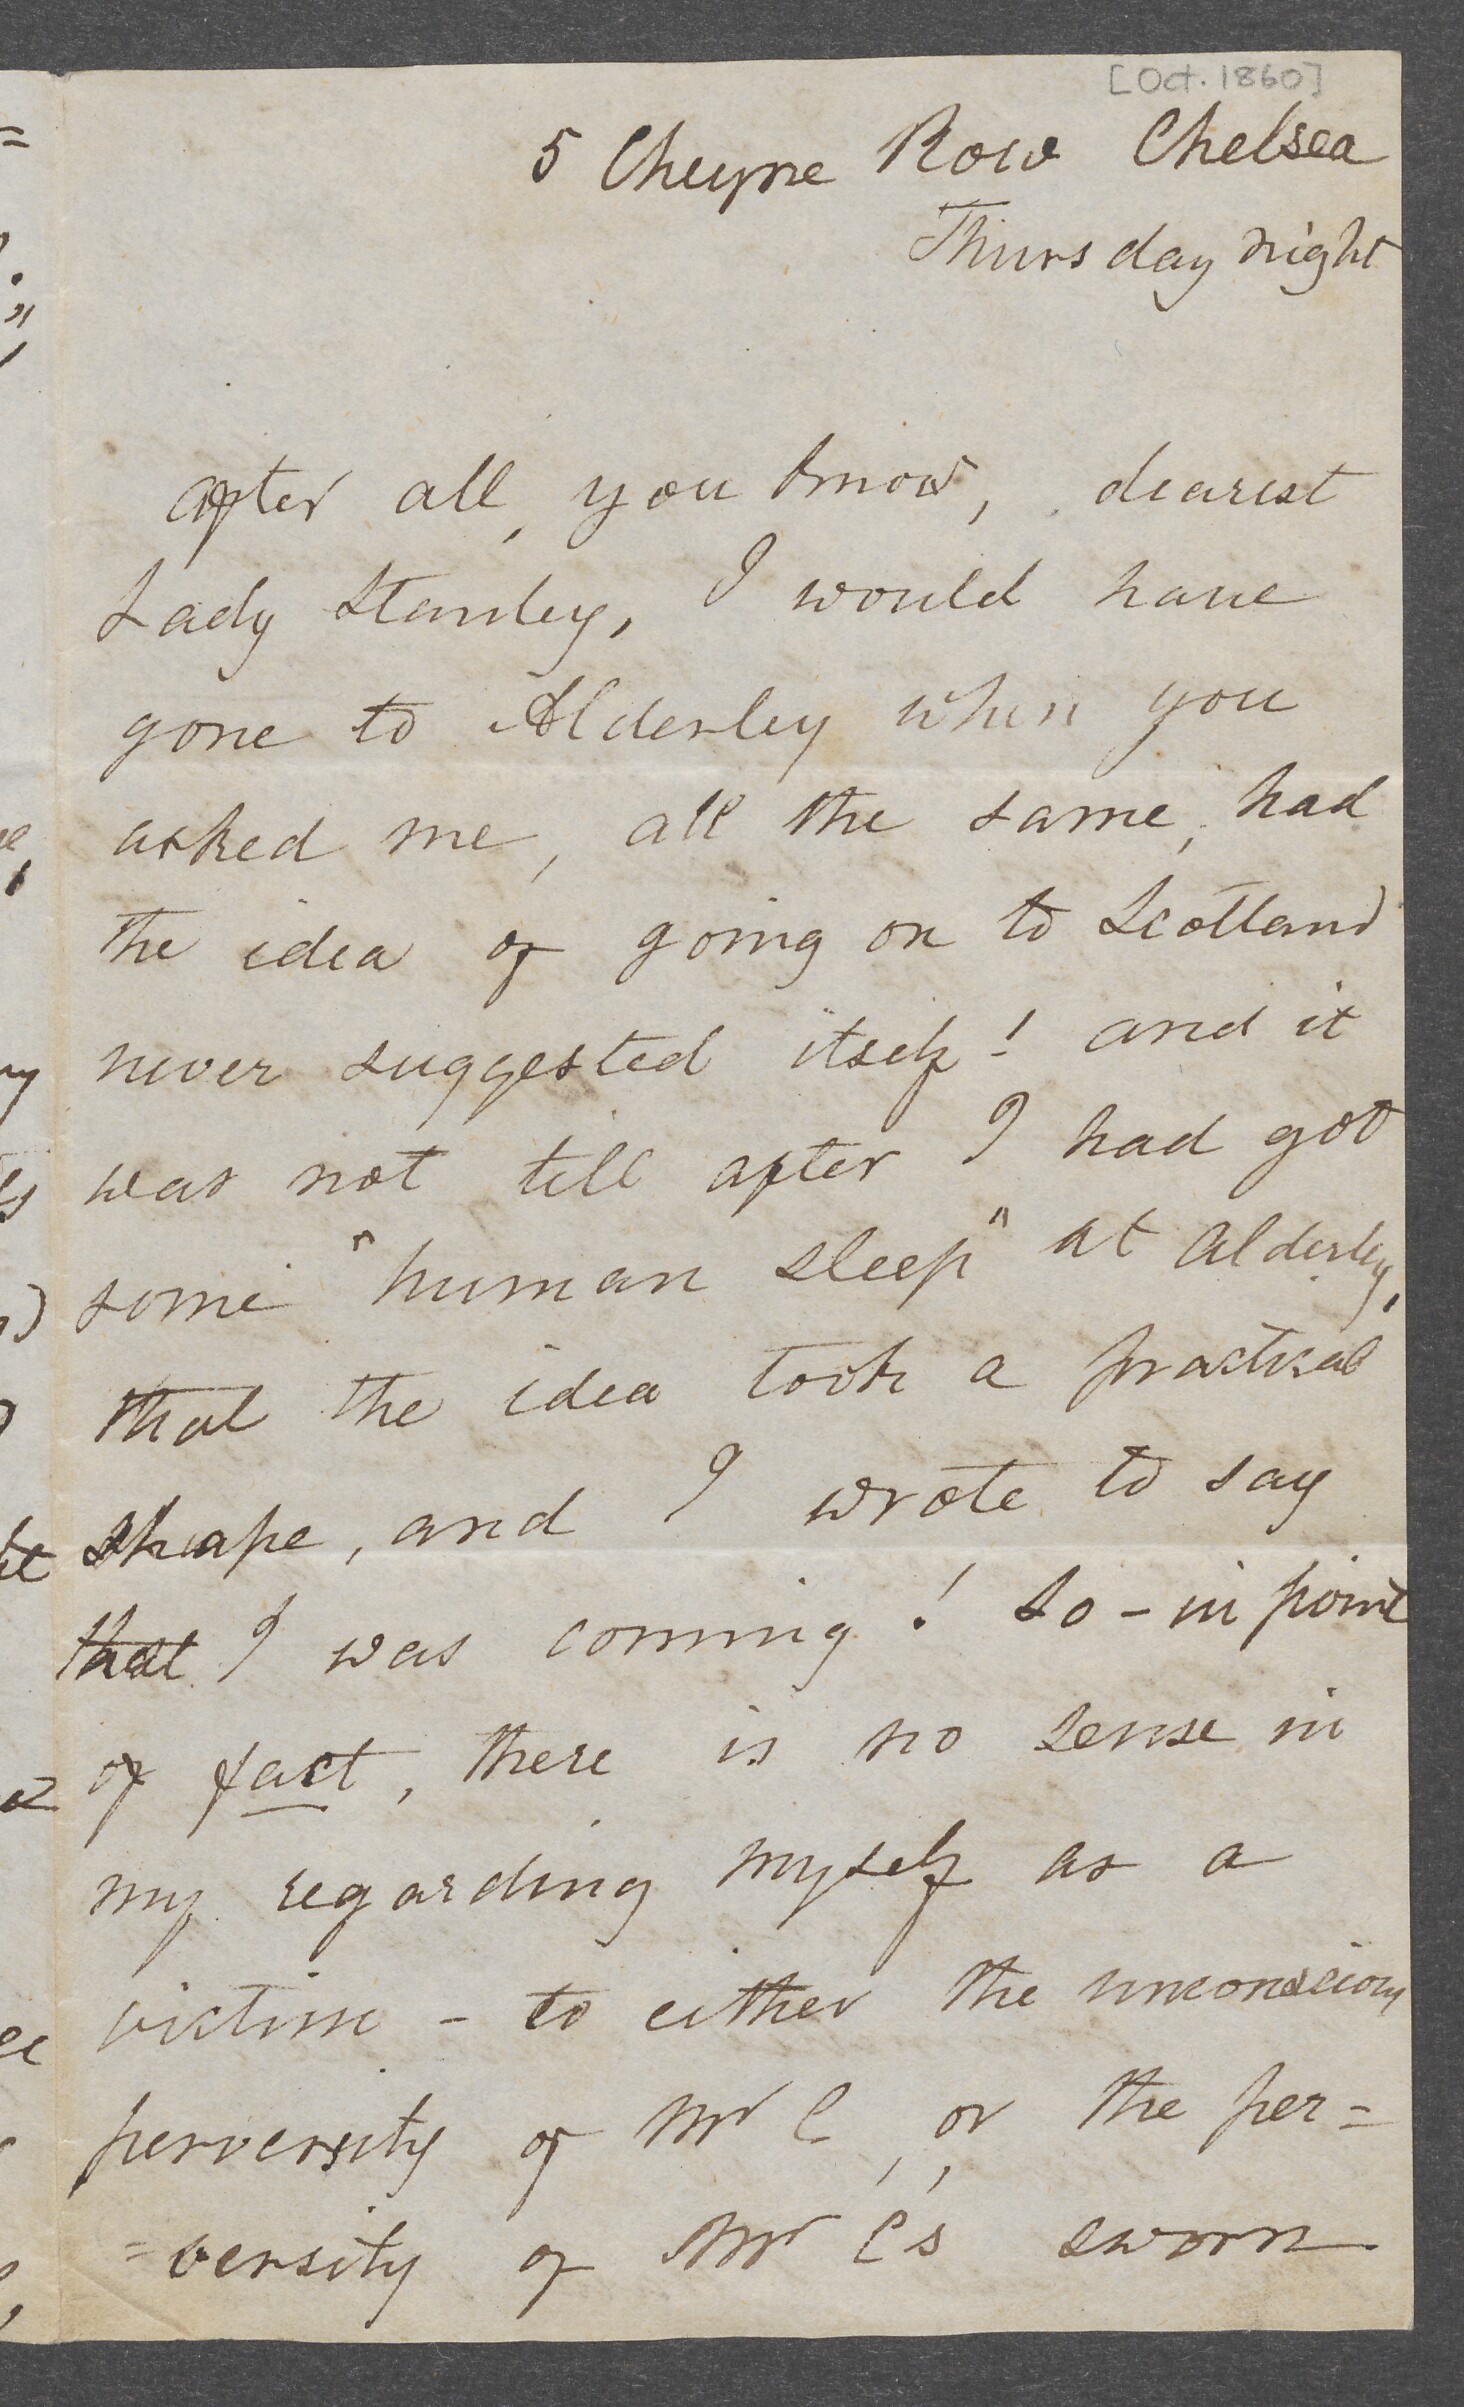 [Oct. 1860]
5 Cheyne Row Chelsea
Thursday night
After all, you know, dearest
Lady Stanley, I would have
gone to Alderley when you
asked me, all the same, had
the idea of going on to Scotland
never suggested itself! and it
was not till after I had got
some "human sleep" at Alderley,
that the idea took a practical
shape, and I wrote to say
that I was coming! So - in point
of fact, there is no sense in
my regarding myself as a
victim - to either the unconscious
perversity of Mr C, or the per=
=versity of Mr C's sworn